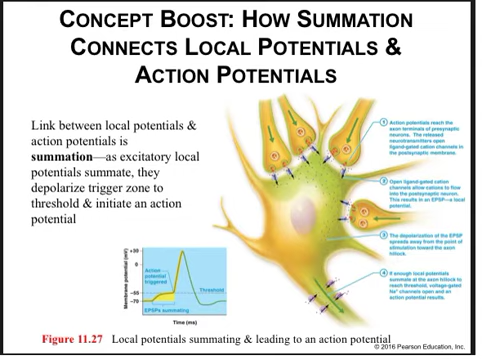 CONCEPT BOOST: HOW SUMMATION
CONNECTS LOCAL POTENTIALS &
ACTION POTENTIALS
Link between local potentials &
action potentials is
summation—as excitatory local
potentials summate, they
depolarize trigger zone to
threshold & initiate an action
potential
1 Action potentials reach the
axon terminals of presynaptic
neurons. The released
neurotransmitters open
ligand-gated cation channels in
the postsynaptic membrane.
2 Open ligand-gated cation
channels allow cations to flow
into the postsynaptic neuron.
This results in an EPSP—a local
potential.
3 The depolarization of the EPSP
spreads away from the point of
stimulation toward the axon
hillock.
4 If enough local potentials
summate at the axon hillock to
reach threshold, voltage-gated
Na+ channels open and an
action potential results.
Membrane potential (mV)
+30
0
-55
-70
Action
potential
triggered
Threshold
EPSPs summating
Time (ms)
Figure 11.27 Local potentials summating & leading to an action potential
© 2016 Pearson Education, Inc.